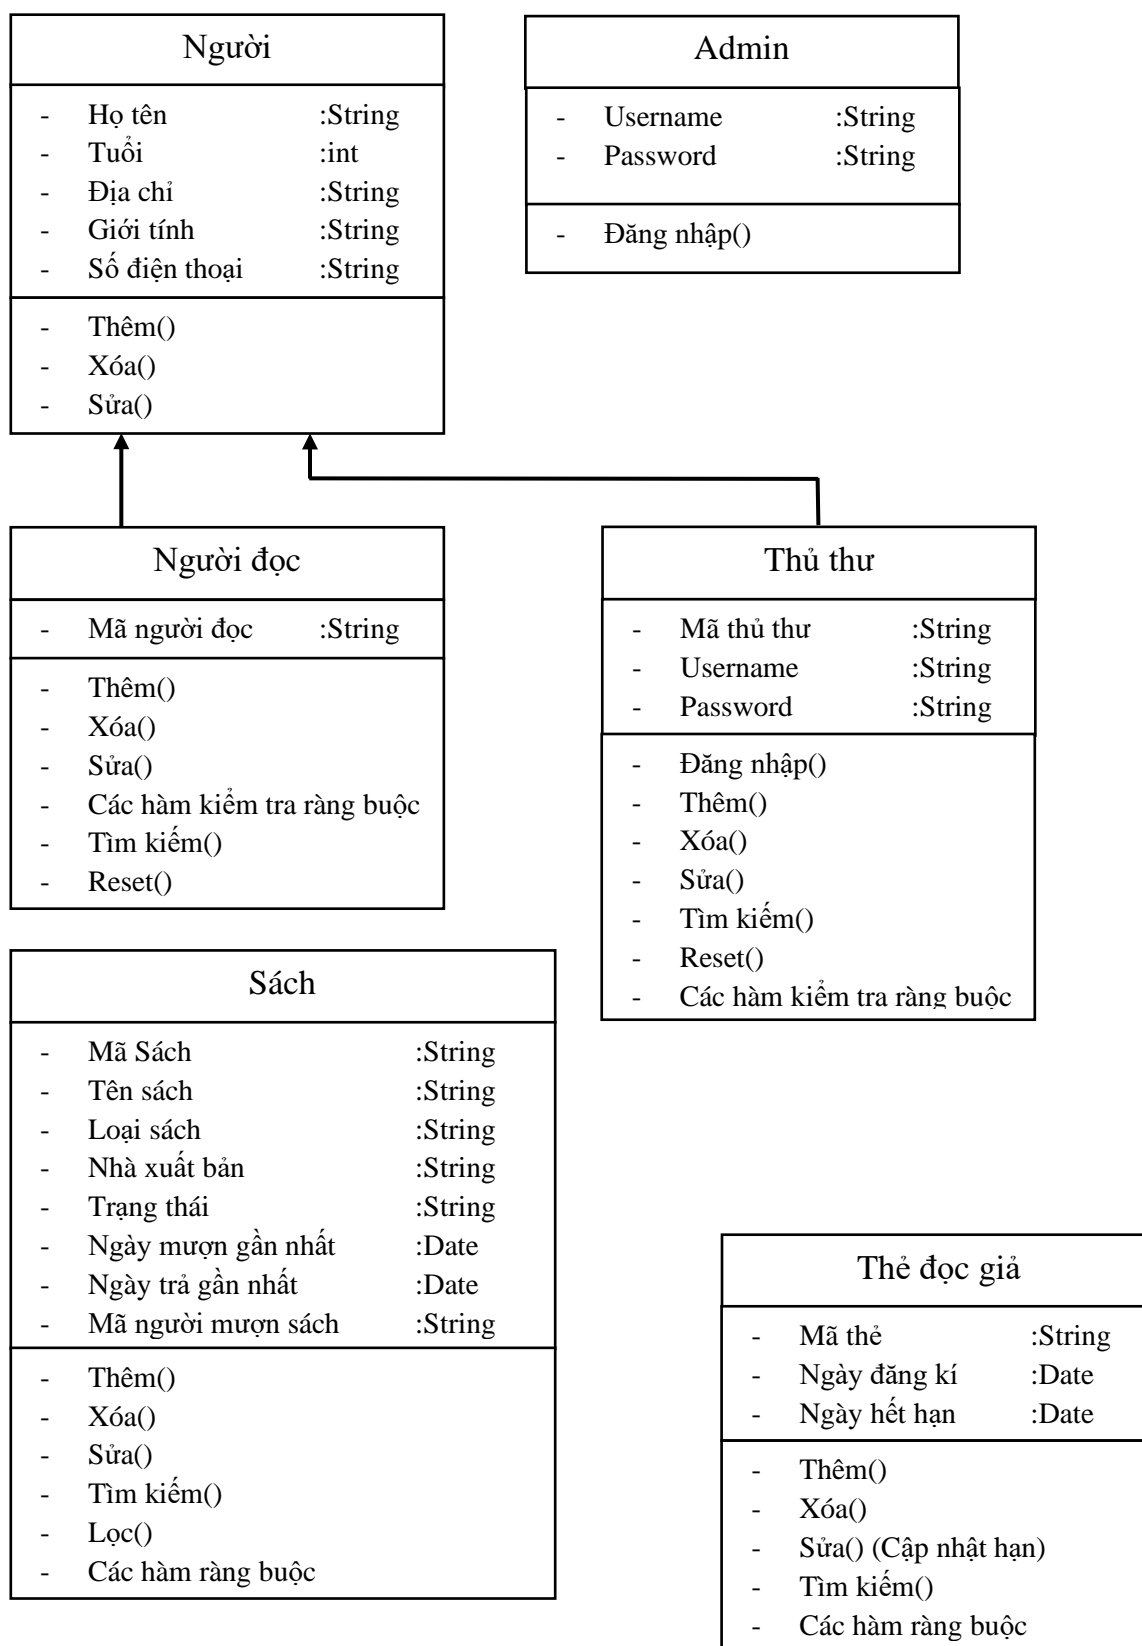 Người
- Họ tên :String
- Tuổi :int
- Địa chỉ :String
- Giới tính :String
- Số điện thoại :String
- Thêm()
- Xóa()
- Sửa()
Admin
- Username :String
- Password :String
- Đăng nhập()
Người đọc
- Mã người đọc :String
- Thêm()
- Xóa()
- Sửa()
- Các hàm kiểm tra ràng buộc
- Tìm kiếm()
- Reset()
Thủ thư
- Mã thủ thư :String
- Username :String
- Password :String
- Đăng nhập()
- Thêm()
- Xóa()
- Sửa()
- Tìm kiếm()
- Reset()
- Các hàm kiểm tra ràng buộc
Sách
- Mã Sách :String
- Tên sách :String
- Loại sách :String
- Nhà xuất bản :String
- Trạng thái :String
- Ngày mượn gần nhất :Date
- Ngày trả gần nhất :Date
- Mã người mượn sách :String
- Thêm()
- Xóa()
- Sửa()
- Tìm kiếm()
- Lọc()
- Các hàm ràng buộc
Thẻ đọc giả
- Mã thẻ :String
- Ngày đăng kí :Date
- Ngày hết hạn :Date
- Thêm()
- Xóa()
- Sửa() (Cập nhật hạn)
- Tìm kiếm()
- Các hàm ràng buộc